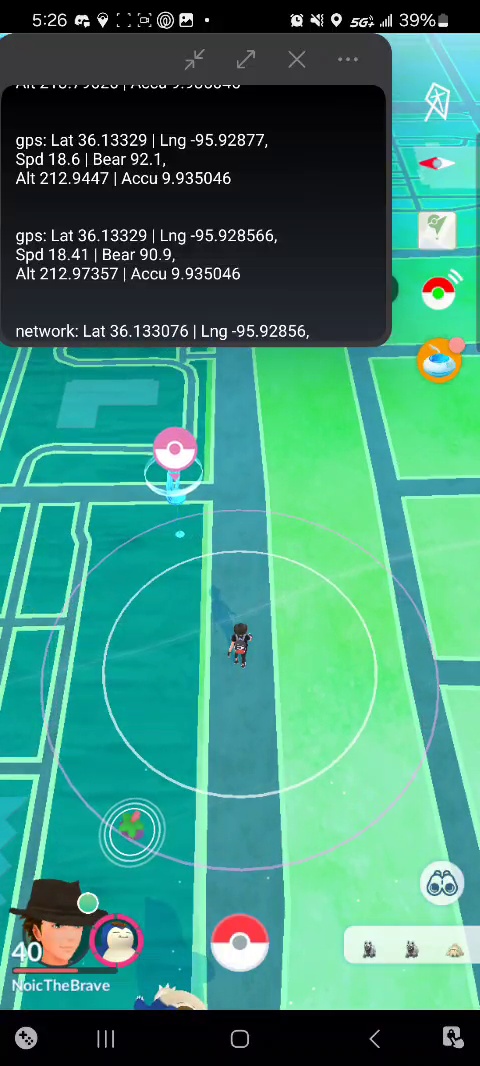 5:26
5G
39%
gps: Lat 36.13329 | Lng -95.92877,
Spd 18.6 | Bear 92.1,
Alt 212.9447 | Accu 9.935046
gps: Lat 36.13329 | Lng -95.928566,
Spd 18.41 | Bear 90.9,
Alt 212.97357 | Accu 9.935046
network: Lat 36.133076 | Lng -95.92856,
40
NoicTheBrave